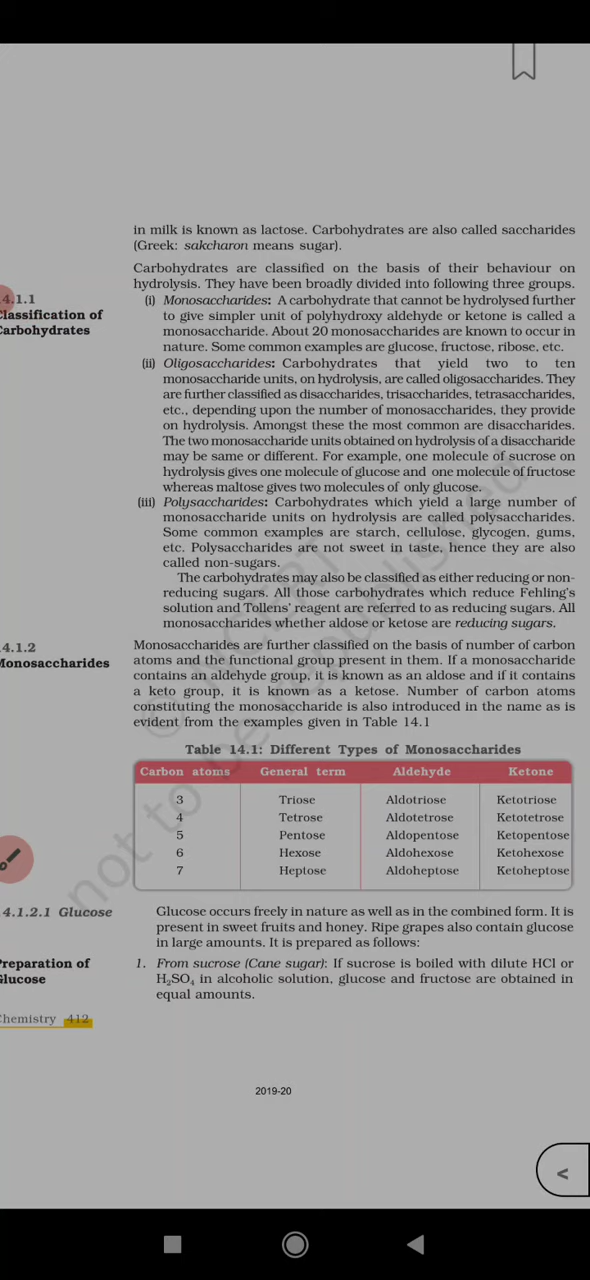 in milk is known as lactose. Carbohydrates are also called saccharides
(Greek: sakcharon means sugar).
4.1.1
Classification of
Carbohydrates
Carbohydrates are classified on the basis of their behaviour on
hydrolysis. They have been broadly divided into following three groups.
(i) Monosaccharides: A carbohydrate that cannot be hydrolysed further
to give simpler unit of polyhydroxy aldehyde or ketone is called a
monosaccharide. About 20 monosaccharides are known to occur in
nature. Some common examples are glucose, fructose, ribose, etc.
(ii) Oligosaccharides: Carbohydrates that yield two to ten
monosaccharide units, on hydrolysis, are called oligosaccharides. They
are further classified as disaccharides, trisaccharides, tetrasaccharides,
etc., depending upon the number of monosaccharides, they provide
on hydrolysis. Amongst these the most common are disaccharides.
The two monosaccharide units obtained on hydrolysis of a disaccharide
may be same or different. For example, one molecule of sucrose on
hydrolysis gives one molecule of glucose and one molecule of fructose
whereas maltose gives two molecules of only glucose.
(iii) Polysaccharides: Carbohydrates which yield a large number of
monosaccharide units on hydrolysis are called polysaccharides.
Some common examples are starch, cellulose, glycogen, gums,
etc. Polysaccharides are not sweet in taste, hence they are also
called non-sugars.
The carbohydrates may also be classified as either reducing or non-
reducing sugars. All those carbohydrates which reduce Fehling's
solution and Tollens' reagent are referred to as reducing sugars. All
monosaccharides whether aldose or ketose are reducing sugars.
4.1.2
Monosaccharides
Monosaccharides are further classified on the basis of number of carbon
atoms and the functional group present in them. If a monosaccharide
contains an aldehyde group, it is known as an aldose and if it contains
a keto group, it is known as a ketose. Number of carbon atoms
constituting the monosaccharide is also introduced in the name as is
evident from the examples given in Table 14.1
Table 14.1: Different Types of Monosaccharides
Carbon atoms General term Aldehyde Ketone
3 Triose Aldotriose Ketotriose
4 Tetrose Aldotetrose Ketotetrose
5 Pentose Aldopentose Ketopentose
6 Hexose Aldohexose Ketohexose
7 Heptose Aldoheptose Ketoheptose
4.1.2.1 Glucose
Glucose occurs freely in nature as well as in the combined form. It is
present in sweet fruits and honey. Ripe grapes also contain glucose
in large amounts. It is prepared as follows:
Preparation of
Glucose
1. From sucrose (Cane sugar): If sucrose is boiled with dilute HCl or
H₂SO₄ in alcoholic solution, glucose and fructose are obtained in
equal amounts.
Chemistry 412
2019-20
© NCERT
not to be republished